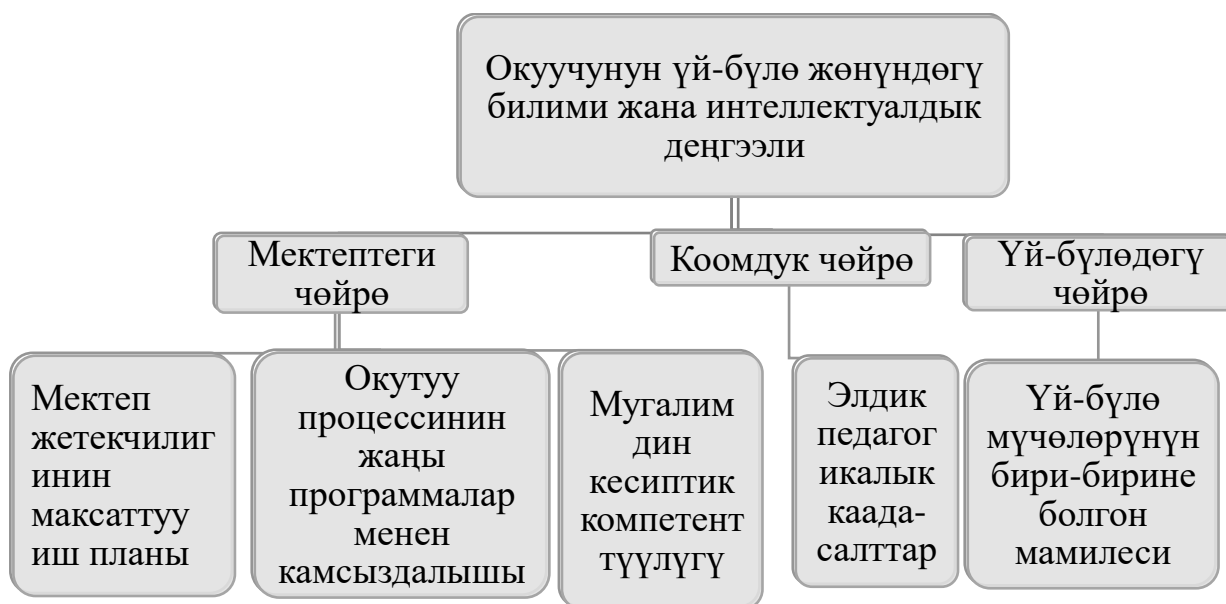 Окуучунун үй-бүлө жөнүндөгү
билими жана интеллектуалдык
деңгээли
Мектептеги
чөйрө
Коомдук чөйрө
Үй-бүлөдөгү
чөйрө
Мектеп
жетекчилиг
инин
максаттуу
иш планы
Окутуу
процессинин
жаңы
программалар
менен
камсыздалышы
Мугалим
дин
кесиптик
компетент
түүлүгү
Элдик
педагог
икалык
каада-
салттар
Үй-бүлө
мүчөлөрүнүн
бири-бирине
болгон
мамилеси